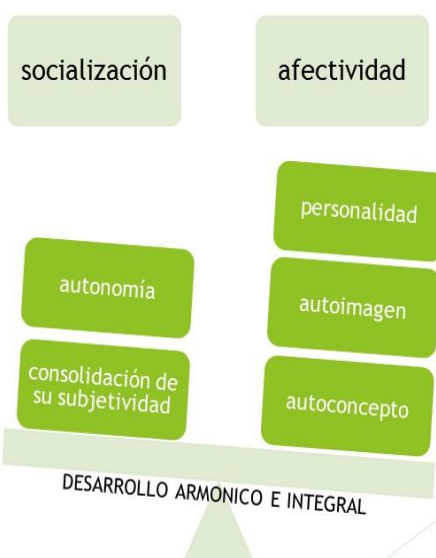 socialización
afectividad
autonomía
consolidación de
su subjetividad
personalidad
autoimagen
autoconcepto
DESARROLLO ARMONICO E INTEGRAL